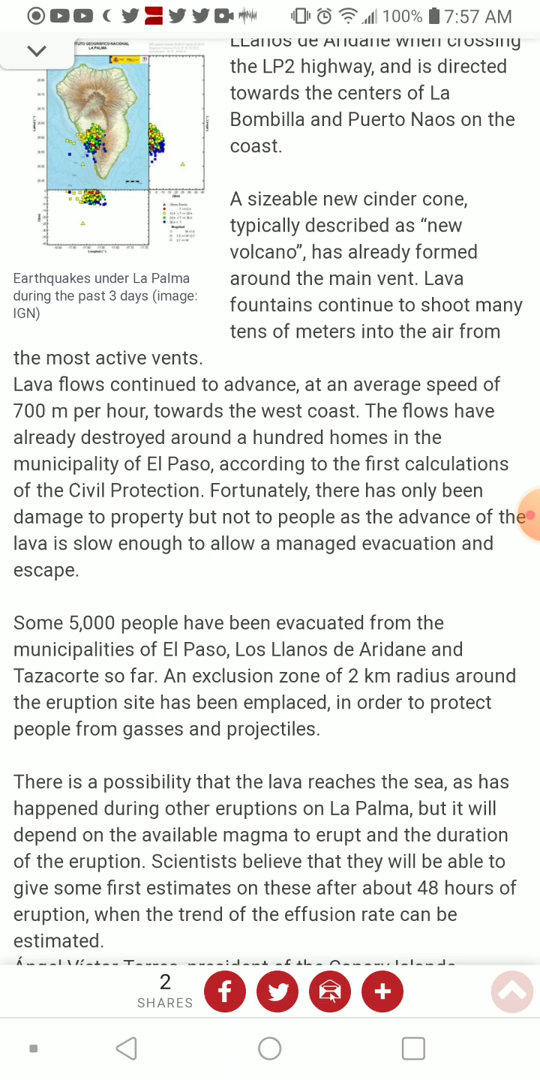 100% 7:57 AM
LLanos de Aridane when crossing
the LP2 highway, and is directed
towards the centers of La
Bombilla and Puerto Naos on the
coast.
A sizeable new cinder cone,
typically described as “new
volcano”, has already formed
around the main vent. Lava
fountains continue to shoot many
tens of meters into the air from
Earthquakes under La Palma
during the past 3 days (image:
IGN)
the most active vents.
Lava flows continued to advance, at an average speed of
700 m per hour, towards the west coast. The flows have
already destroyed around a hundred homes in the
municipality of El Paso, according to the first calculations
of the Civil Protection. Fortunately, there has only been
damage to property but not to people as the advance of the
lava is slow enough to allow a managed evacuation and
escape.
Some 5,000 people have been evacuated from the
municipalities of El Paso, Los Llanos de Aridane and
Tazacorte so far. An exclusion zone of 2 km radius around
the eruption site has been emplaced, in order to protect
people from gasses and projectiles.
There is a possibility that the lava reaches the sea, as has
happened during other eruptions on La Palma, but it will
depend on the available magma to erupt and the duration
of the eruption. Scientists believe that they will be able to
give some first estimates on these after about 48 hours of
eruption, when the trend of the effusion rate can be
estimated.
Ángel Víctor Torres, president of the Canary Islands
2
SHARES